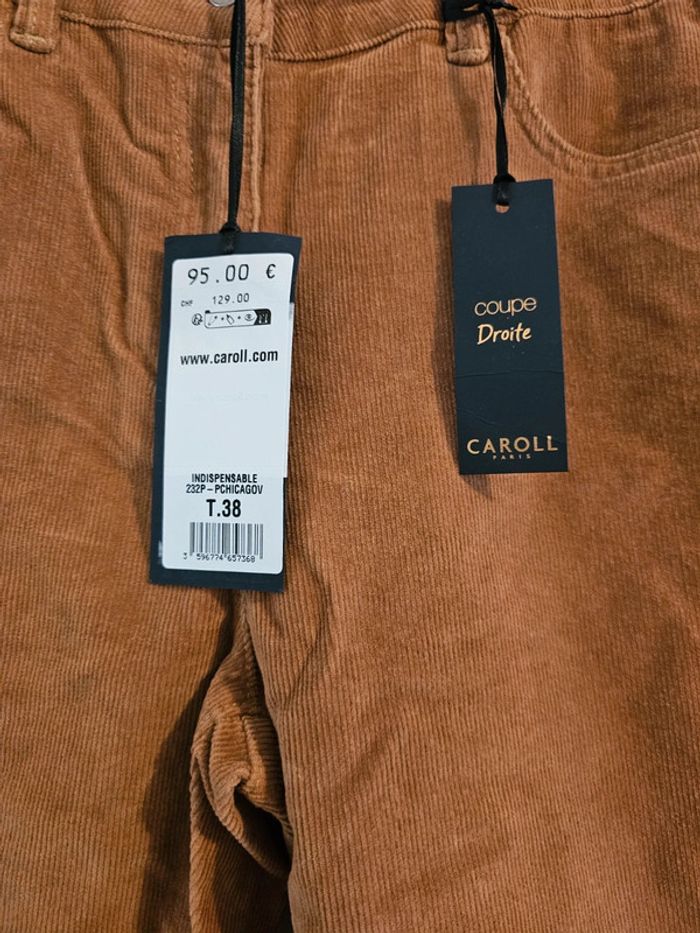 95.00 €
CHF 129.00
www.caroll.com
INDISPENSABLE
232P – PCHICAGOV
T.38
3 596774 657368
coupe
Droite
CAROLL
PARIS